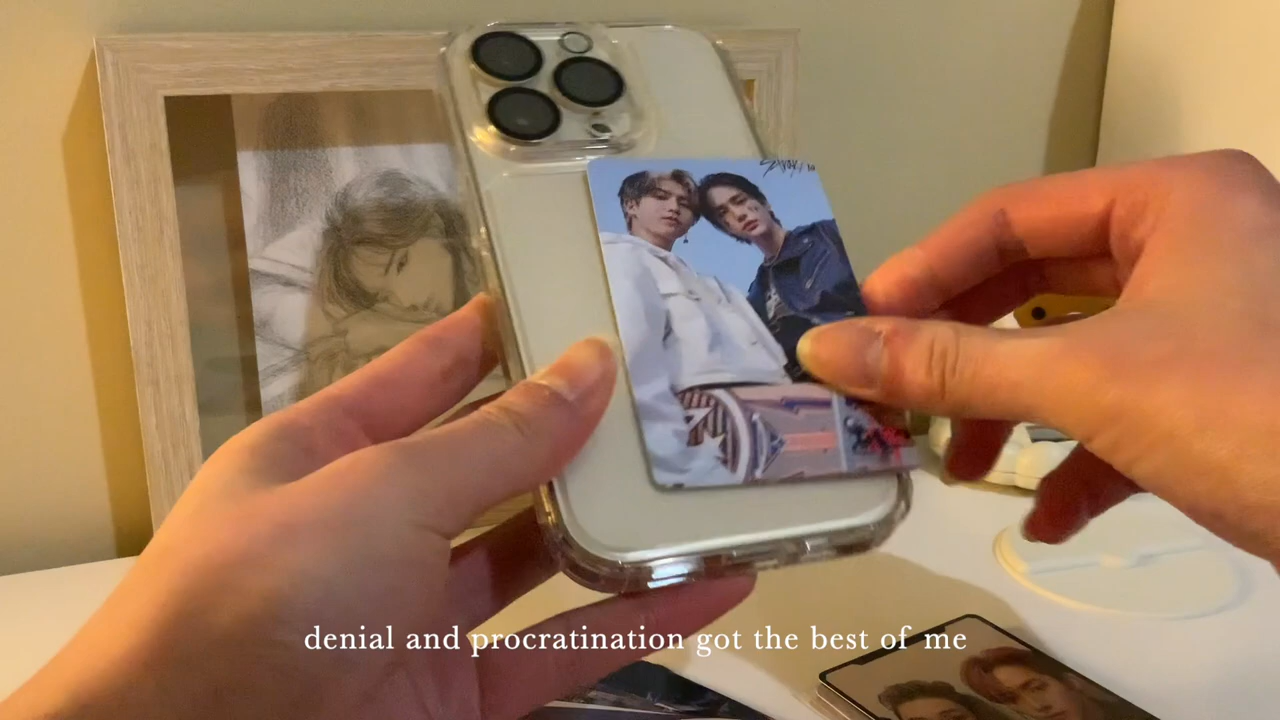 denial and procratination got the best of me